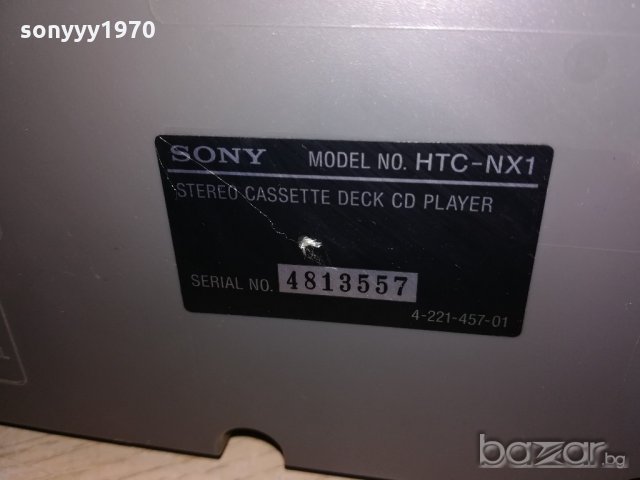 sonyyy1970
SONY MODEL NO. HTC-NX1
STEREO CASSETTE DECK CD PLAYER
SERIAL NO. 4813557
4-221-457-01
bazar.бг